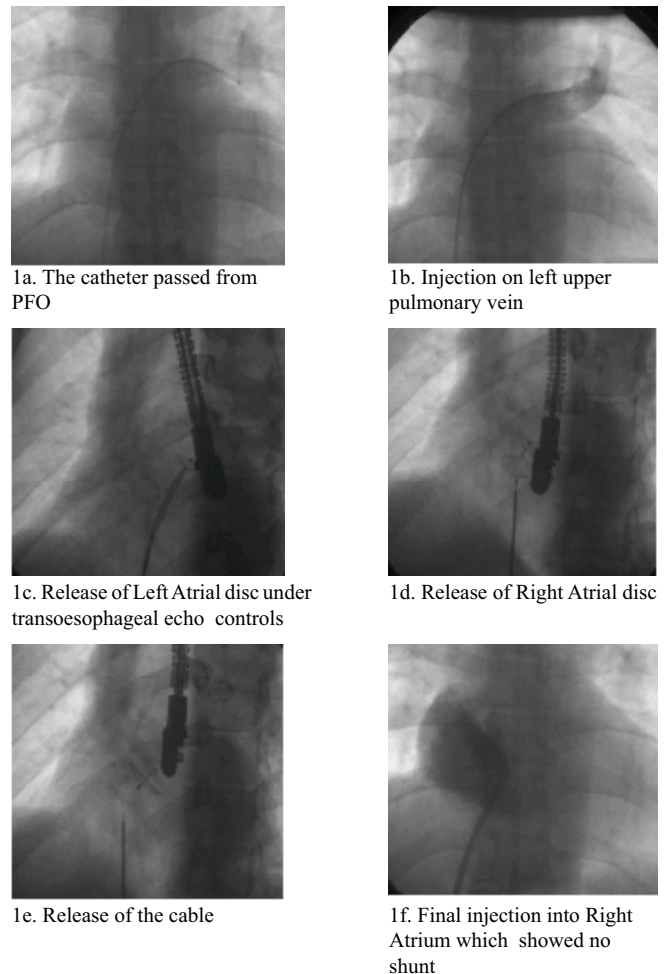 1a. The catheter passed from
PFO
1b. Injection on left upper
pulmonary vein
1c. Release of Left Atrial disc under
transoesophageal echo  controls
1d. Release of Right Atrial disc
1e. Release of the cable
1f. Final injection into Right
Atrium which  showed no
shunt